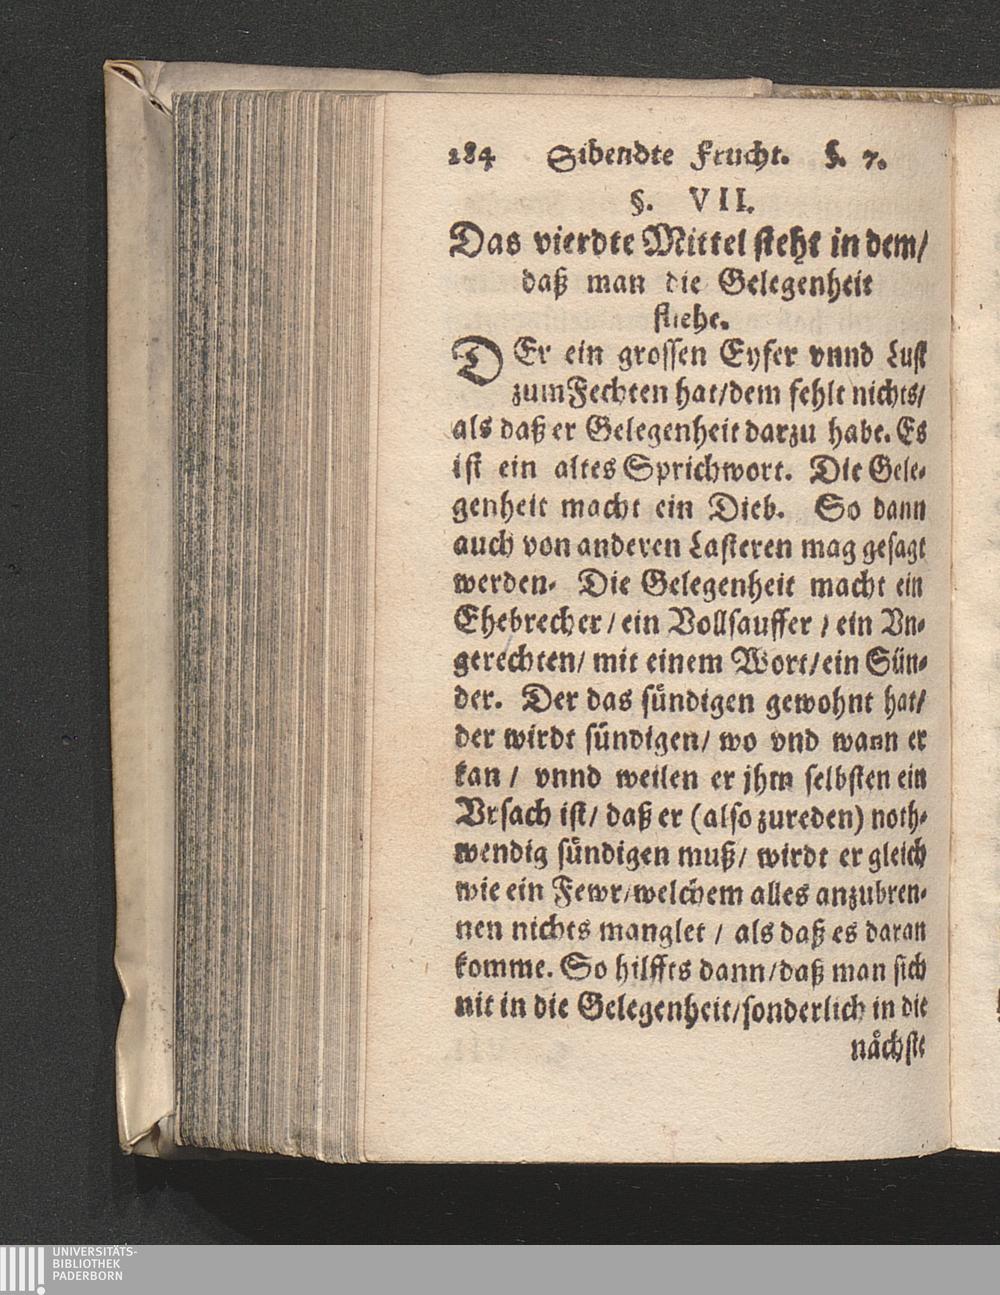 184 Sibendte Frucht. §. 7.
§. VII.
Das vierdte Mittel steht in dem/
daß man die Gelegenheit
fliehe.
DEr ein grossen Eyfer vnnd Lust
zum Fechten hat/dem fehlt nichts/
als daß er Gelegenheit darzu habe. Es
ist ein altes Sprichwort. Die Gele-
genheit macht ein Dieb. So dann
auch von anderen Lasteren mag gesagt
werden. Die Gelegenheit macht ein
Ehebrecher/ ein Vollsauffer / ein Vn-
gerechten/ mit einem Wort/ein Sün-
der. Der das sündigen gewohnt hat/
der wirdt sündigen/ wo vnd wann er
kan / vnnd weilen er jhm selbsten ein
Vrsach ist/ daß er (also zureden) noth-
wendig sündigen muß/ wirdt er gleich
wie ein Fewr/welchem alles anzubren-
nen nichts manglet / als daß es daran
komme. So hilffts dann/daß man sich
nit in die Gelegenheit/sonderlich in die
nächste
UNIVERSITÄTS-
BIBLIOTHEK
PADERBORN